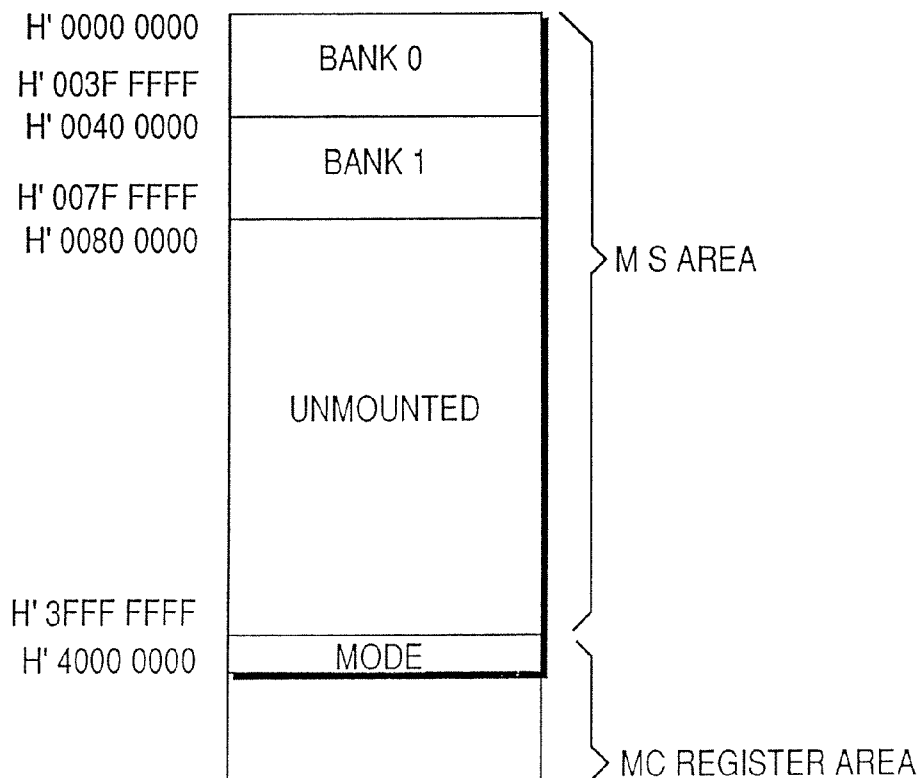 H' 0000 0000
BANK 0
H' 003F FFFF
H' 0040 0000
BANK 1
H' 007F FFFF
H' 0080 0000
M S AREA
UNMOUNTED
H' 3FFF FFFF
H' 4000 0000
MODE
MC REGISTER AREA